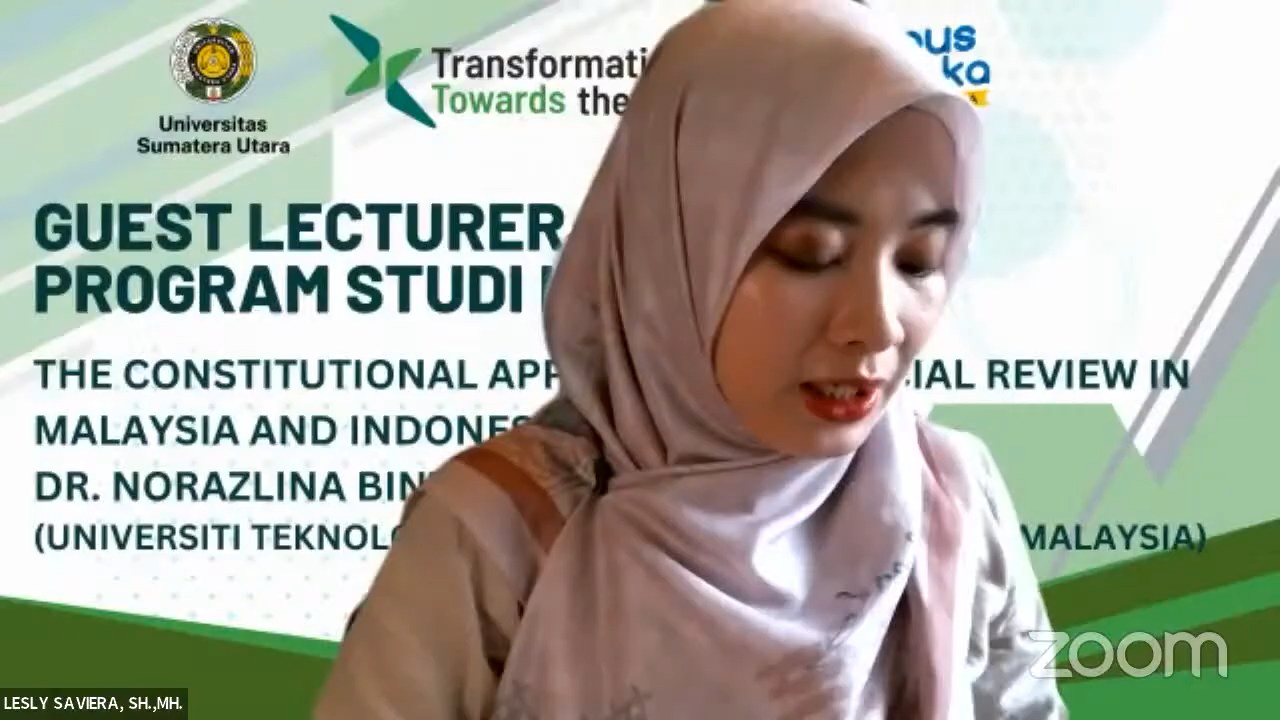 Universitas
Sumatera Utara
Transformati
Towards the
GUEST LECTURER
PROGRAM STUDI
THE CONSTITUTIONAL APP IAL REVIEW IN
MALAYSIA AND INDONES
DR. NORAZLINA BIN
(UNIVERSITI TEKNOLO MALAYSIA)
zoom
LESLY SAVIERA, SH.,MH.